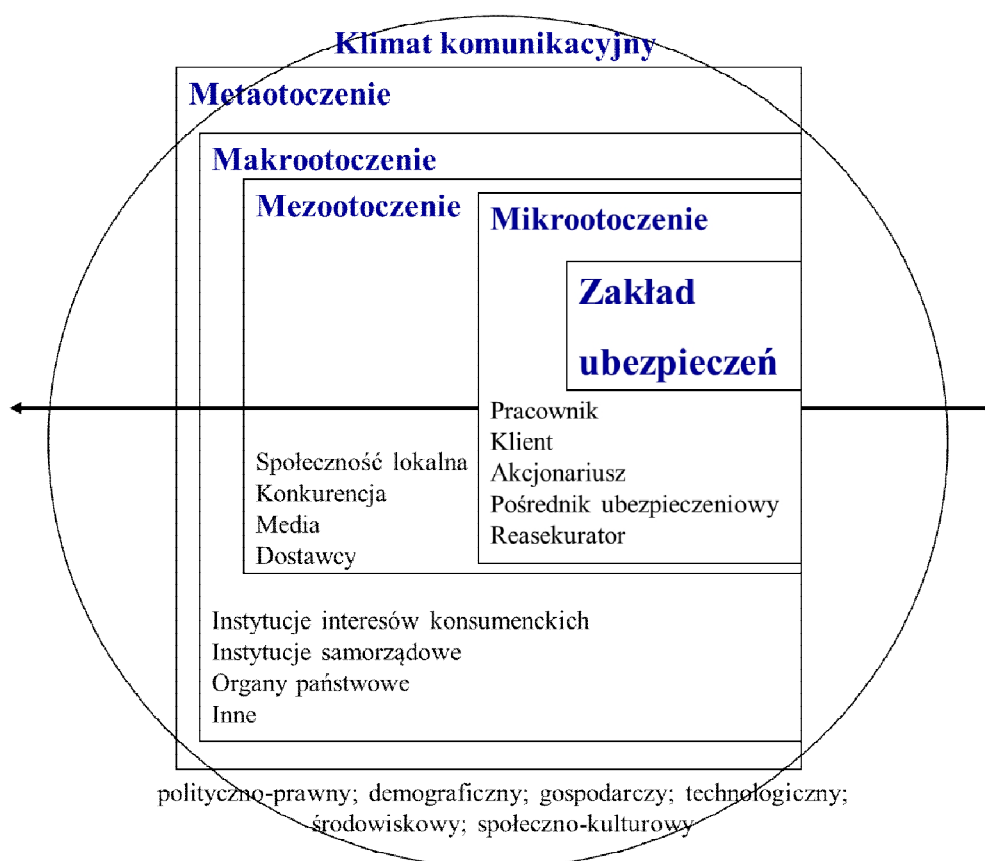 Klimat komunikacyjny
Metaotoczenie
Makrootoczenie
Mezootoczenie
Mikrootoczenie
Zakład
ubezpieczeń
Pracownik
Klient
Akcjonariusz
Pośrednik ubezpieczeniowy
Reasekurator
Społeczność lokalna
Konkurencja
Media
Dostawcy
Instytucje interesów konsumenckich
Instytucje samorządowe
Organy państwowe
Inne
polityczno-prawny; demograficzny; gospodarczy; technologiczny;
środowiskowy; społeczno-kulturowy